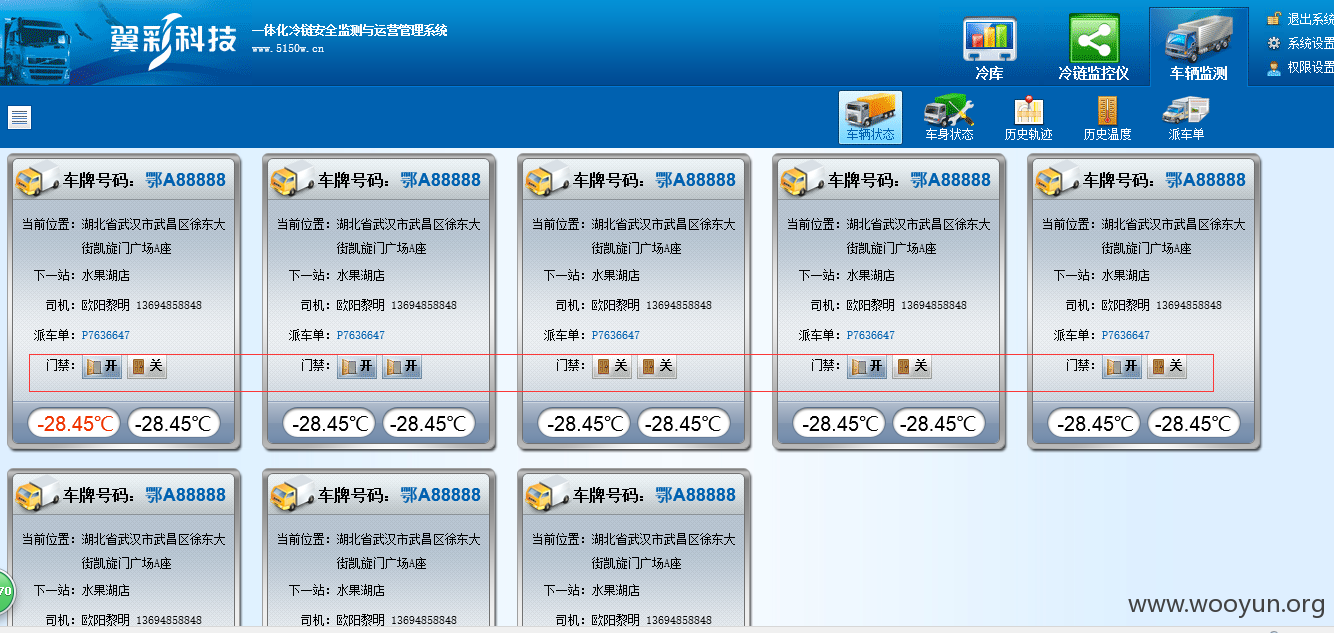 翼彩科技
一体化冷链安全监测与运营管理系统
www.5150w.cn
冷库
冷链监控仪
车辆监测
退出系统
系统设置
权限设置
车辆状态
车身状态
历史轨迹
历史温度
派车单
车牌号码：鄂A88888
当前位置：湖北省武汉市武昌区徐东大
街凯旋门广场A座
下一站：水果湖店
司机：欧阳黎明 13694858848
派车单：P7636647
门禁：开 关
-28.45℃ -28.45℃
车牌号码：鄂A88888
当前位置：湖北省武汉市武昌区徐东大
街凯旋门广场A座
下一站：水果湖店
司机：欧阳黎明 13694858848
派车单：P7636647
门禁：开 开
-28.45℃ -28.45℃
车牌号码：鄂A88888
当前位置：湖北省武汉市武昌区徐东大
街凯旋门广场A座
下一站：水果湖店
司机：欧阳黎明 13694858848
派车单：P7636647
门禁：关 关
-28.45℃ -28.45℃
车牌号码：鄂A88888
当前位置：湖北省武汉市武昌区徐东大
街凯旋门广场A座
下一站：水果湖店
司机：欧阳黎明 13694858848
派车单：P7636647
门禁：开 关
-28.45℃ -28.45℃
车牌号码：鄂A88888
当前位置：湖北省武汉市武昌区徐东大
街凯旋门广场A座
下一站：水果湖店
司机：欧阳黎明 13694858848
派车单：P7636647
门禁：开 关
-28.45℃ -28.45℃
车牌号码：鄂A88888
当前位置：湖北省武汉市武昌区徐东大
街凯旋门广场A座
下一站：水果湖店
司机：欧阳黎明 13694858848
车牌号码：鄂A88888
当前位置：湖北省武汉市武昌区徐东大
街凯旋门广场A座
下一站：水果湖店
司机：欧阳黎明 13694858848
车牌号码：鄂A88888
当前位置：湖北省武汉市武昌区徐东大
街凯旋门广场A座
下一站：水果湖店
司机：欧阳黎明 13694858848
70
www.wooyun.org